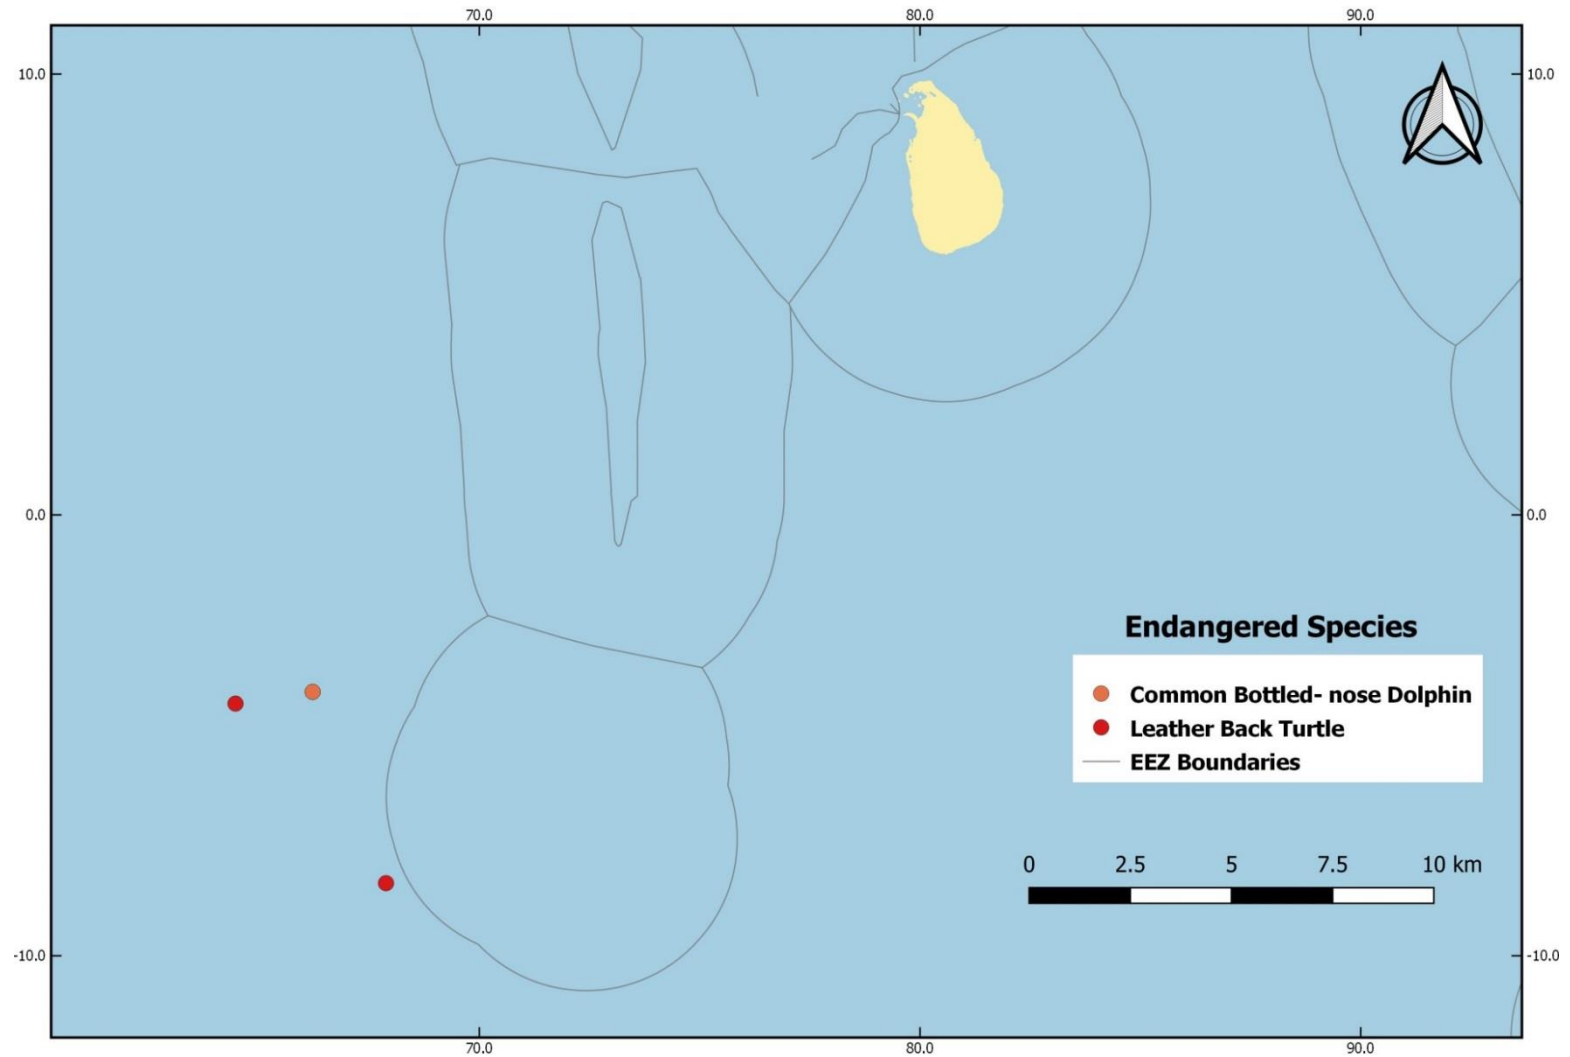 70.0 80.0 90.0
10.0 10.0
0.0 0.0
Endangered Species
Common Bottled- nose Dolphin
Leather Back Turtle
EEZ Boundaries
0 2.5 5 7.5 10 km
-10.0 -10.0
70.0 80.0 90.0